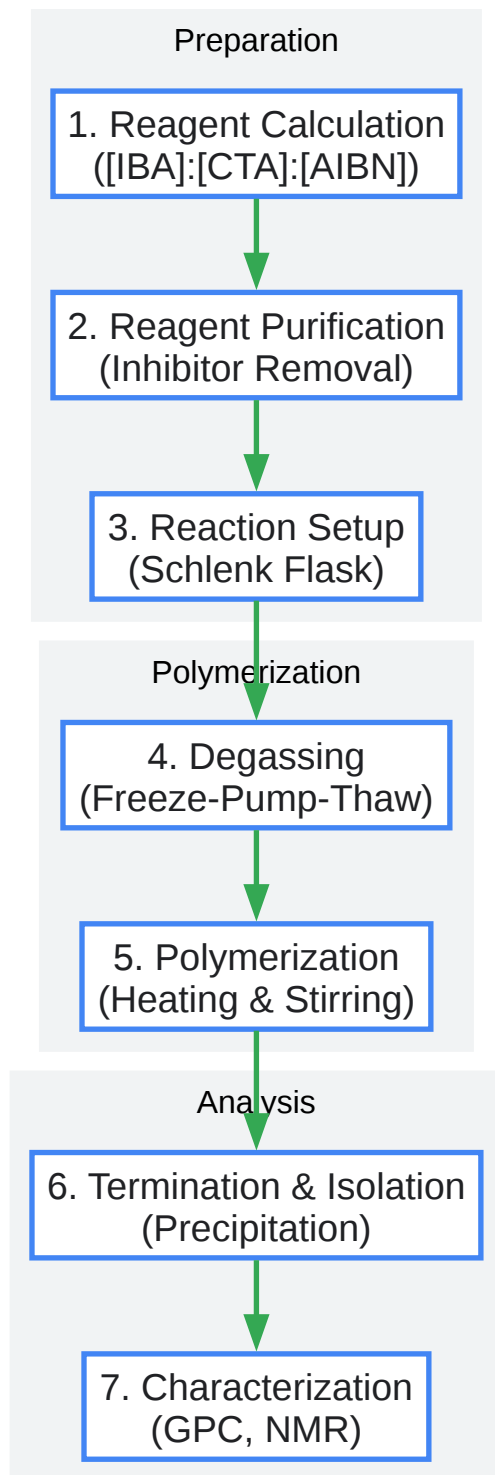 Preparation
1. Reagent Calculation
([IBA]:[CTA]:[AIBN])
2. Reagent Purification
(Inhibitor Removal)
3. Reaction Setup
(Schlenk Flask)
Polymerization
4. Degassing
(Freeze-Pump-Thaw)
5. Polymerization
(Heating & Stirring)
Analysis
6. Termination & Isolation
(Precipitation)
7. Characterization
(GPC, NMR)